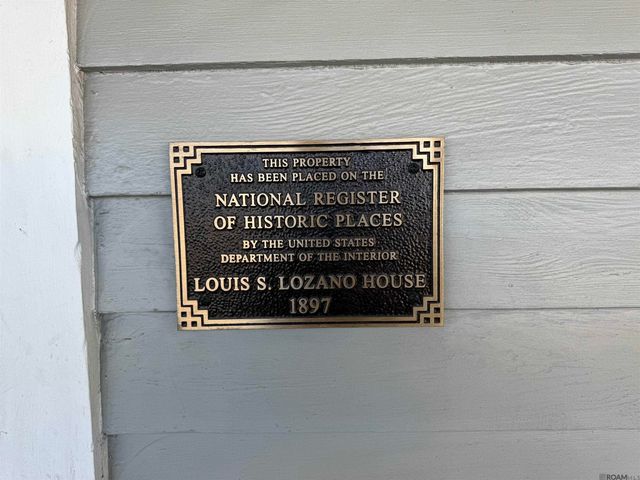 THIS PROPERTY
HAS BEEN PLACED ON THE
NATIONAL REGISTER
OF HISTORIC PLACES
BY THE UNITED STATES
DEPARTMENT OF THE INTERIOR
LOUIS S. LOZANO HOUSE
1897